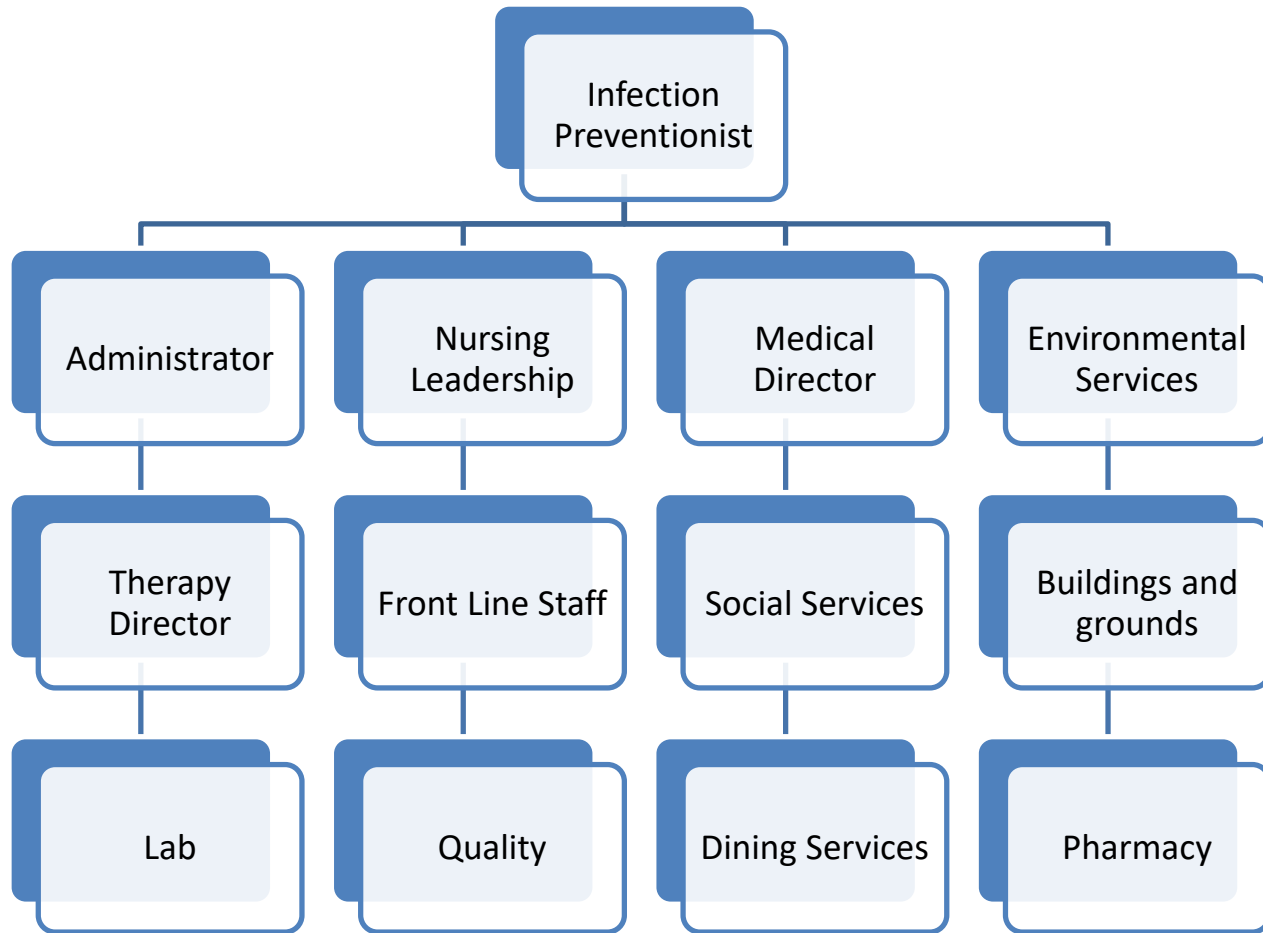 Infection
Preventionist
Administrator
Nursing
Leadership
Medical
Director
Environmental
Services
Therapy
Director
Front Line Staff
Social Services
Buildings and
grounds
Lab
Quality
Dining Services
Pharmacy